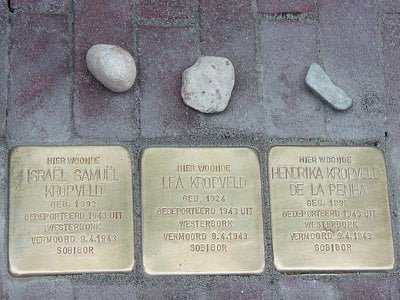 HIER WOONDE
ISRAËL SAMUËL
KROPVELD
GEB. 1892
GEDEPORTEERD 1943 UIT
WESTERBORK
VERMOORD 9.4.1943
SOBIBOR
HIER WOONDE
LEA KROPVELD
GEB. 1924
GEDEPORTEERD 1943 UIT
WESTERBORK
VERMOORD 9.4.1943
SOBIBOR
HIER WOONDE
HENDRIKA KROPVELD-
DE LA PENHA
GEB. 1895
GEDEPORTEERD 1943 UIT
WESTERBORK
VERMOORD 9.4.1943
SOBIBOR